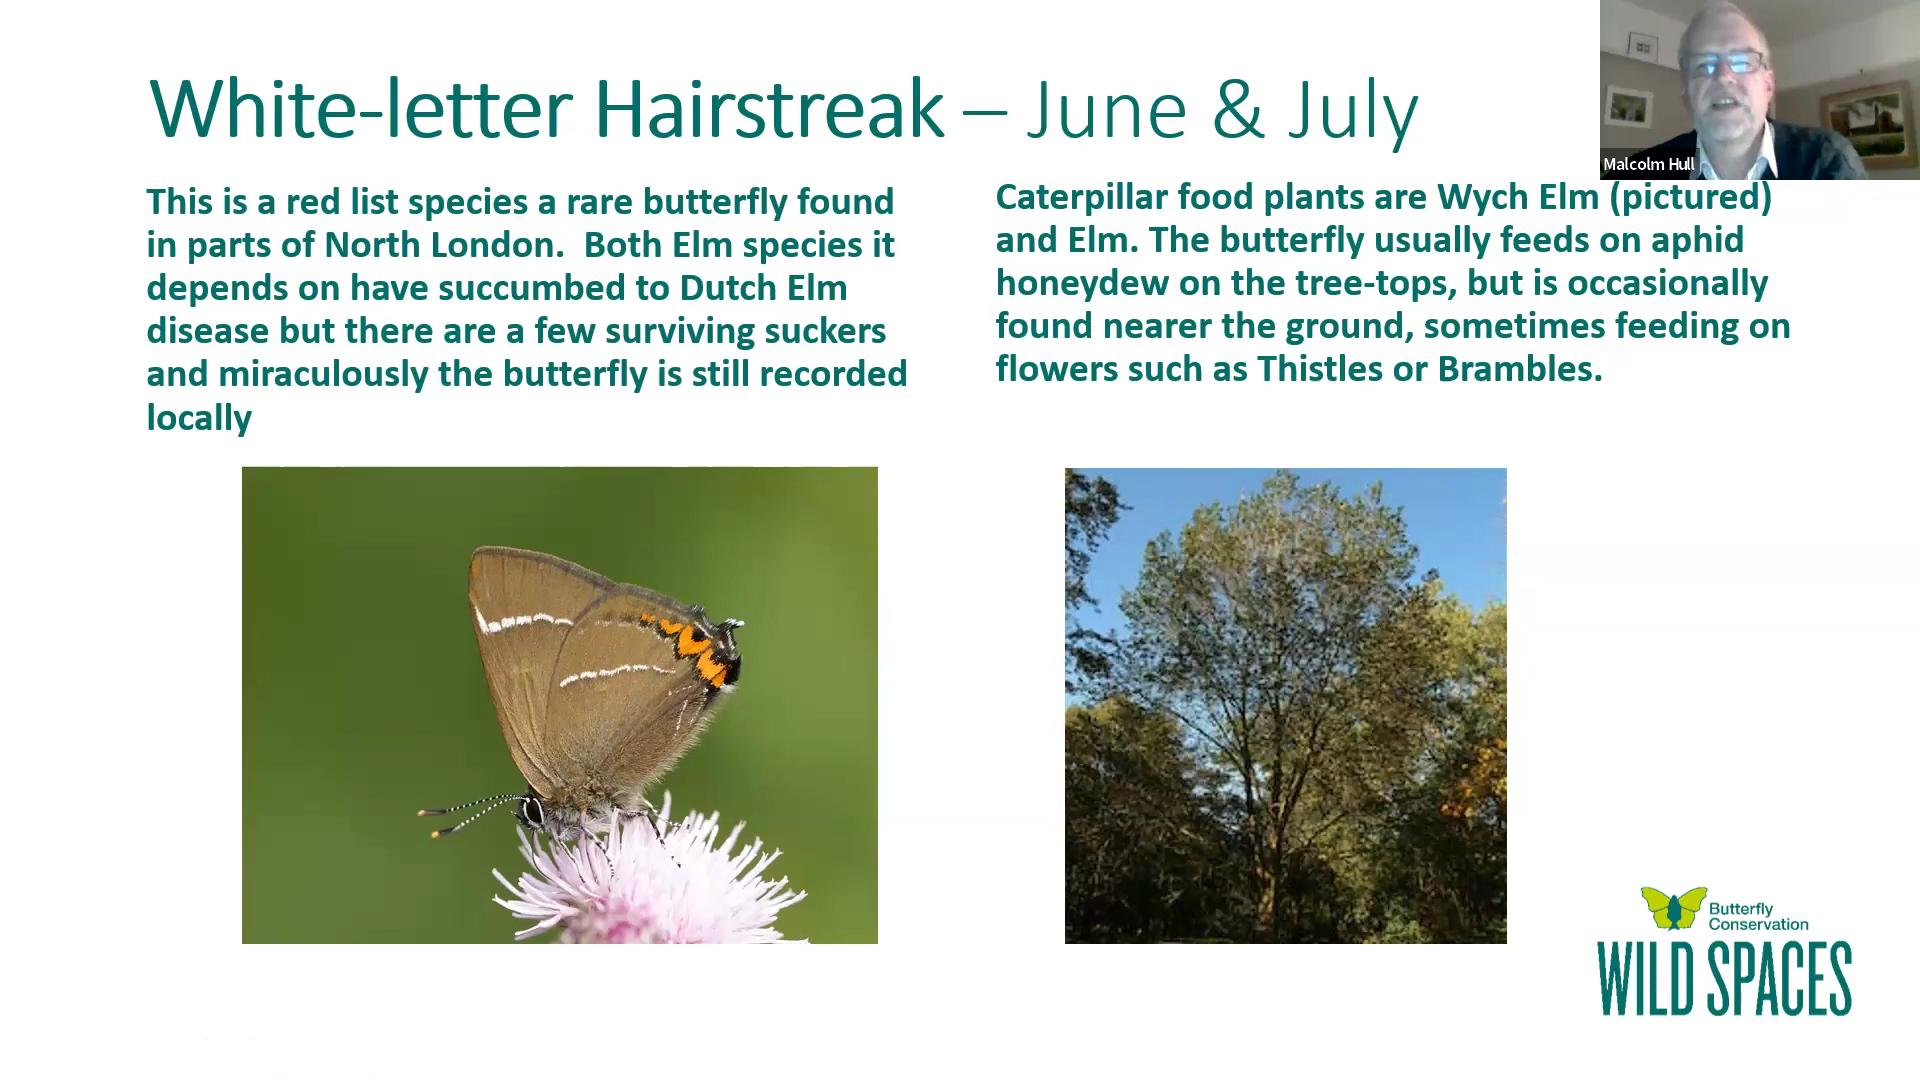 White-letter Hairstreak – June & July
Malcolm Hull
This is a red list species a rare butterfly found
in parts of North London.  Both Elm species it
depends on have succumbed to Dutch Elm
disease but there are a few surviving suckers
and miraculously the butterfly is still recorded
locally
Caterpillar food plants are Wych Elm (pictured)
and Elm. The butterfly usually feeds on aphid
honeydew on the tree-tops, but is occasionally
found nearer the ground, sometimes feeding on
flowers such as Thistles or Brambles.
Butterfly
Conservation
WILD SPACES